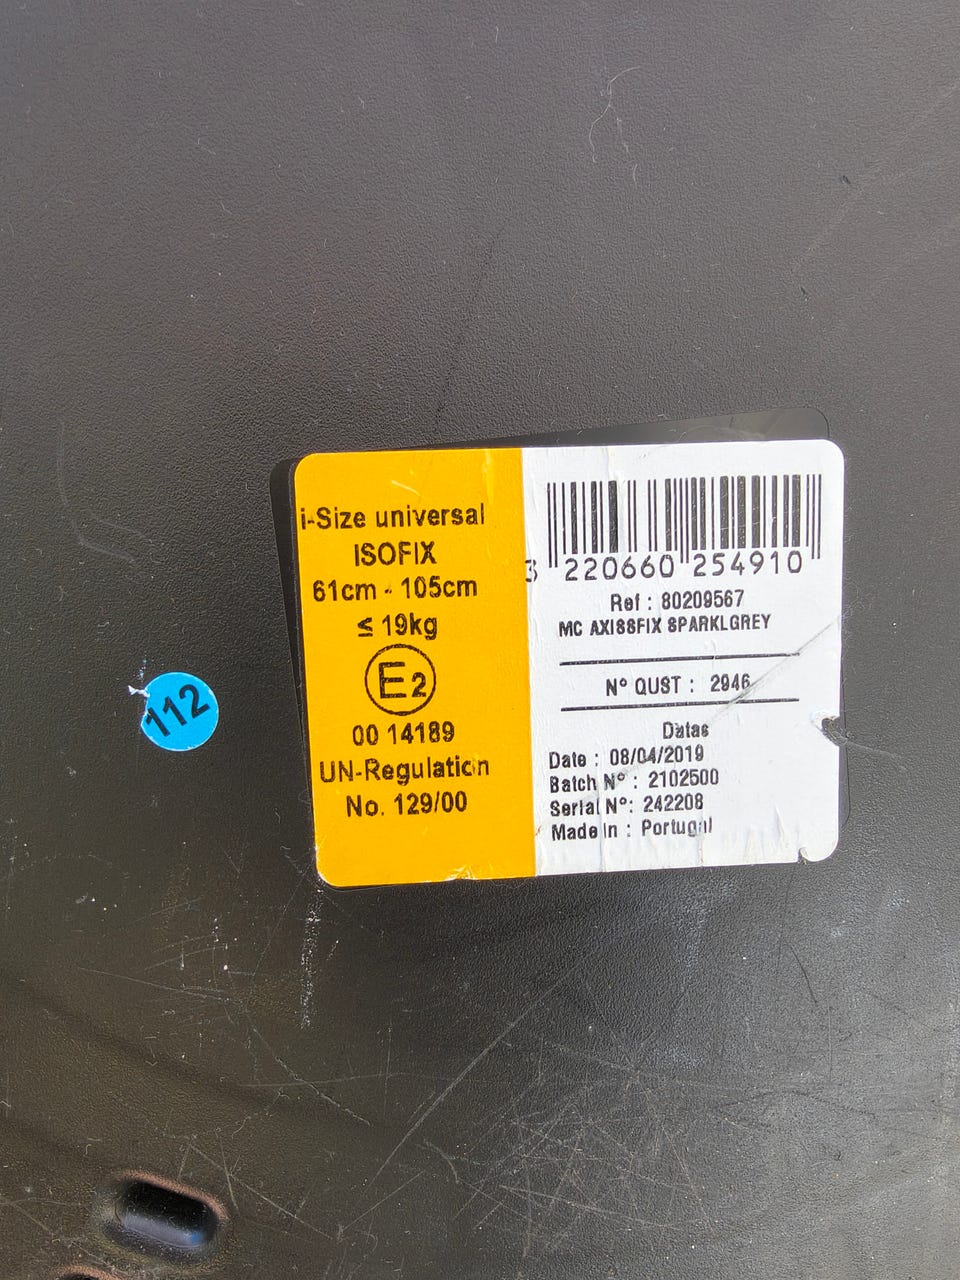 i-Size universal
ISOFIX
61cm - 105cm
≤ 19kg
E2
00 14189
UN-Regulation
No. 129/00
3 220660 254910
Ref : 80209567
MC AXISSFIX SPARKLGREY
N° QUST : 2946
Datas
Date : 08/04/2019
Batch N° : 2102500
Serial N°: 242208
Made In : Portugal
112